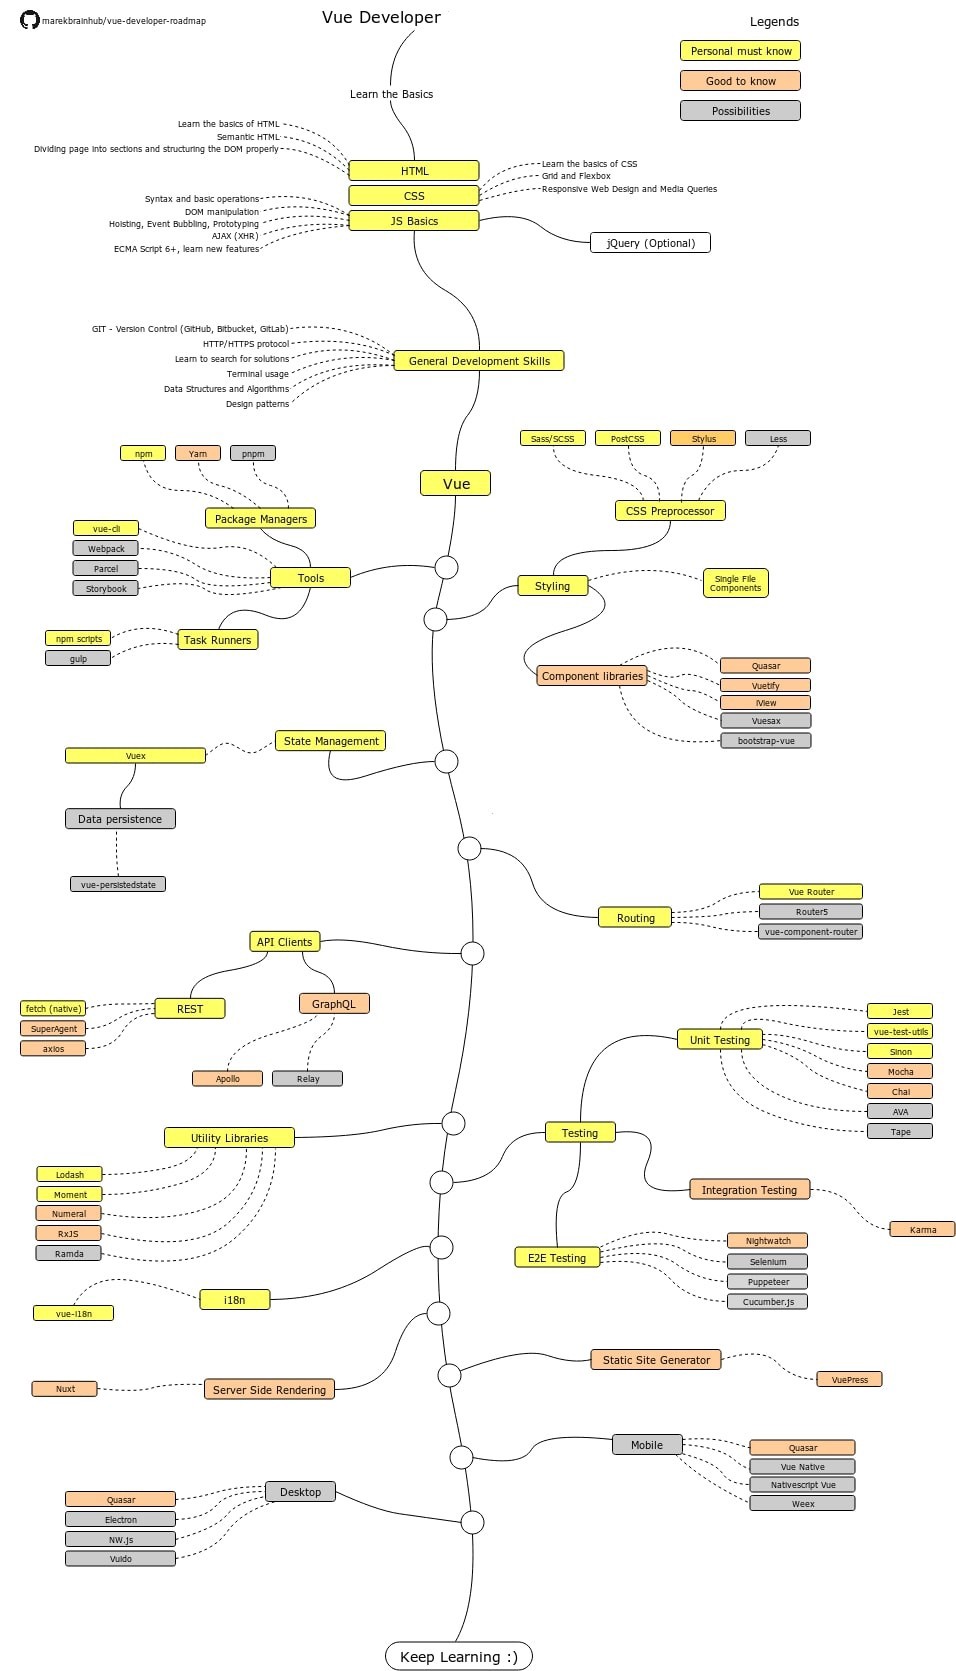 marekbrainhub/vue-developer-roadmap
Vue Developer
Legends
Personal must know
Good to know
Possibilities
Learn the Basics
Learn the basics of HTML
Semantic HTML
Dividing page into sections and structuring the DOM properly
HTML
CSS
JS Basics
Learn the basics of CSS
Grid and Flexbox
Responsive Web Design and Media Queries
Syntax and basic operations
DOM manipulation
Hoisting, Event Bubbling, Prototyping
AJAX (XHR)
ECMA Script 6+, learn new features
jQuery (Optional)
GIT - Version Control (GitHub, Bitbucket, GitLab)
HTTP/HTTPS protocol
Learn to search for solutions
Terminal usage
Data Structures and Algorithms
Design patterns
General Development Skills
Vue
npm
Yarn
pnpm
Package Managers
vue-cli
Webpack
Parcel
Storybook
Tools
npm scripts
gulp
Task Runners
Sass/SCSS
PostCSS
Stylus
Less
CSS Preprocessor
Styling
Single File
Components
Component libraries
Quasar
Vuetify
iView
Vuesax
bootstrap-vue
State Management
Vuex
Data persistence
vue-persistedstate
Routing
Vue Router
Router5
vue-component-router
API Clients
REST
GraphQL
fetch (native)
SuperAgent
axios
Apollo
Relay
Unit Testing
Jest
vue-test-utils
Sinon
Mocha
Chai
AVA
Tape
Testing
Integration Testing
Karma
E2E Testing
Nightwatch
Selenium
Puppeteer
Cucumber.js
Utility Libraries
Lodash
Moment
Numeral
RxJS
Ramda
i18n
vue-i18n
Server Side Rendering
Nuxt
Static Site Generator
VuePress
Mobile
Quasar
Vue Native
Nativescript Vue
Weex
Desktop
Quasar
Electron
NW.js
Vuido
Keep Learning :)